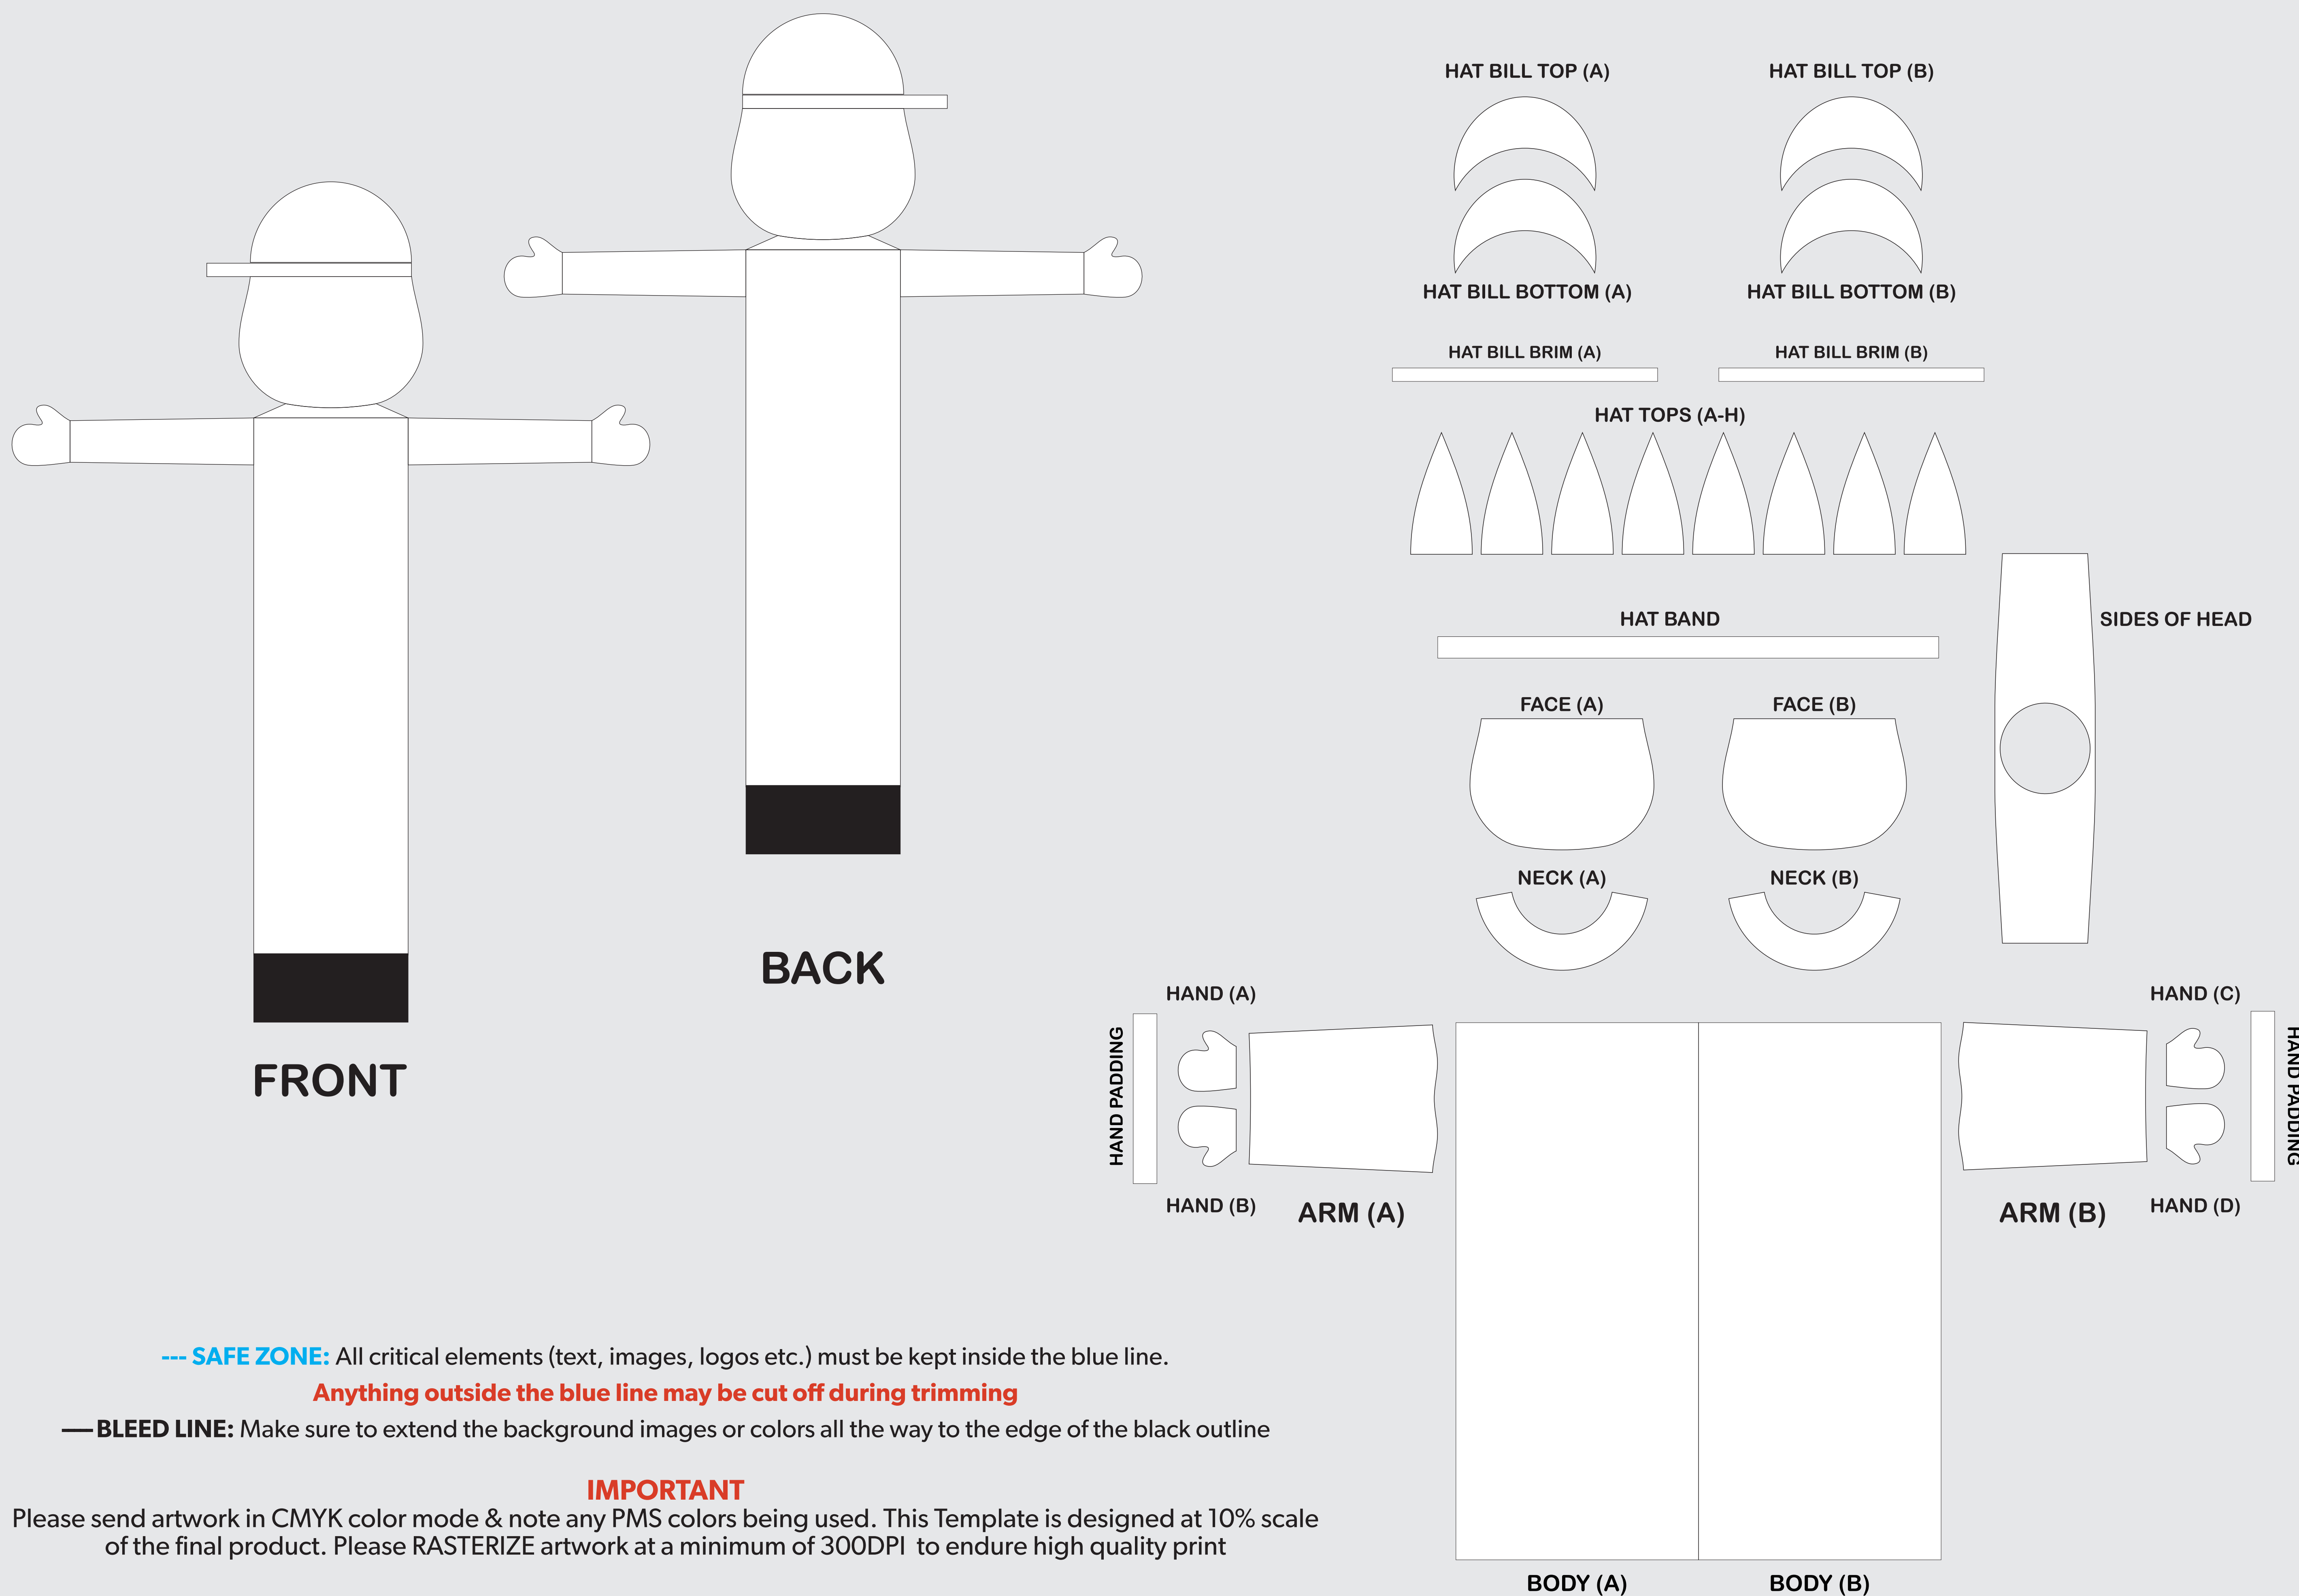 HAT BILL TOP (A)
HAT BILL TOP (B)
HAT BILL BOTTOM (A)
HAT BILL BOTTOM (B)
HAT BILL BRIM (A)
HAT BILL BRIM (B)
HAT TOPS (A-H)
HAT BAND
SIDES OF HEAD
FACE (A)
FACE (B)
NECK (A)
NECK (B)
BACK
FRONT
HAND (A)
HAND (C)
HAND PADDING
HAND PADDING
HAND (B)
ARM (A)
ARM (B)
HAND (D)
--- SAFE ZONE: All critical elements (text, images, logos etc.) must be kept inside the blue line.
Anything outside the blue line may be cut off during trimming
— BLEED LINE: Make sure to extend the background images or colors all the way to the edge of the black outline
IMPORTANT
Please send artwork in CMYK color mode & note any PMS colors being used. This Template is designed at 10% scale
of the final product. Please RASTERIZE artwork at a minimum of 300DPI to endure high quality print
BODY (A)
BODY (B)